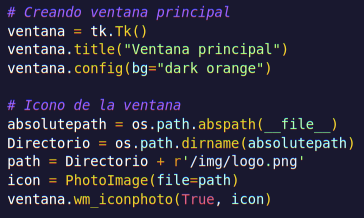 # Creando ventana principal
ventana = tk.Tk()
ventana.title("Ventana principal")
ventana.config(bg="dark orange")

# Icono de la ventana
absolutepath = os.path.abspath(__file__)
Directorio = os.path.dirname(absolutepath)
path = Directorio + r'/img/logo.png'
icon = PhotoImage(file=path)
ventana.wm_iconphoto(True, icon)